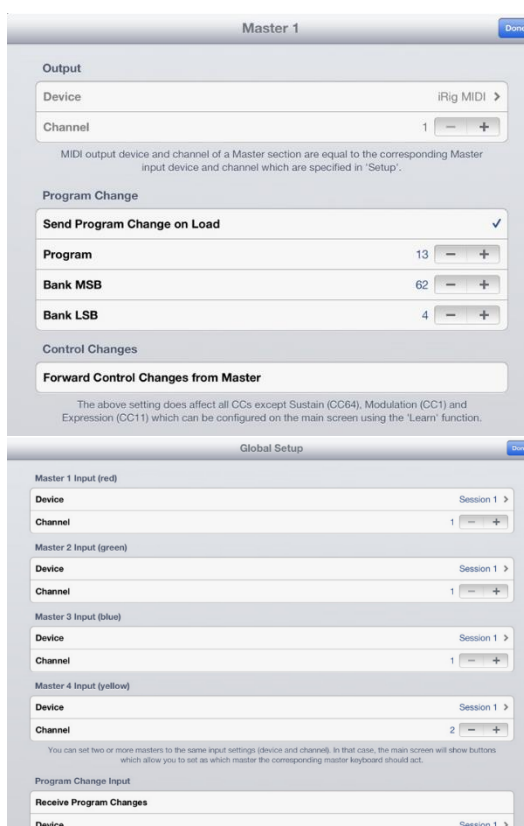 Master 1
Done
Output
Device iRig MIDI >
Channel 1 − +
MIDI output device and channel of a Master section are equal to the corresponding Master
input device and channel which are specified in 'Setup'.
Program Change
Send Program Change on Load ✓
Program 13 − +
Bank MSB 62 − +
Bank LSB 4 − +
Control Changes
Forward Control Changes from Master
The above setting does affect all CCs except Sustain (CC64), Modulation (CC1) and
Expression (CC11) which can be configured on the main screen using the 'Learn' function.
Global Setup
Done
Master 1 Input (red)
Device Session 1 >
Channel 1 − +
Master 2 Input (green)
Device Session 1 >
Channel 1 − +
Master 3 Input (blue)
Device Session 1 >
Channel 1 − +
Master 4 Input (yellow)
Device Session 1 >
Channel 2 − +
You can set two or more masters to the same input settings (device and channel). In that case, the main screen will show buttons
which allow you to set as which master the corresponding master keyboard should act.
Program Change Input
Receive Program Changes
Device Session 1 >